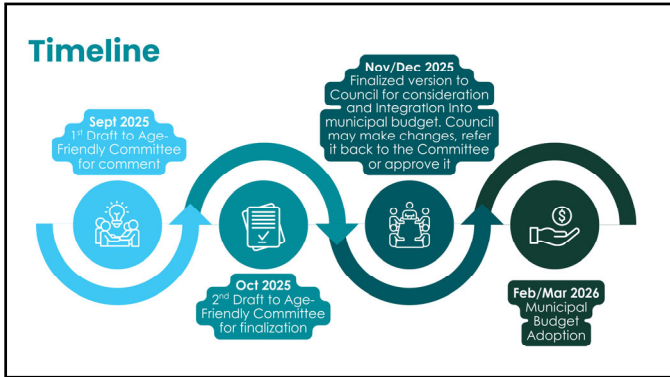 Timeline
Sept 2025
1st Draft to Age-
Friendly Committee
for comment
Oct 2025
2nd Draft to Age-
Friendly Committee
for finalization
Nov/Dec 2025
Finalized version to
Council for consideration
and Integration Into
municipal budget. Council
may make changes, refer
it back to the Committee
or approve it
Feb/Mar 2026
Municipal
Budget
Adoption